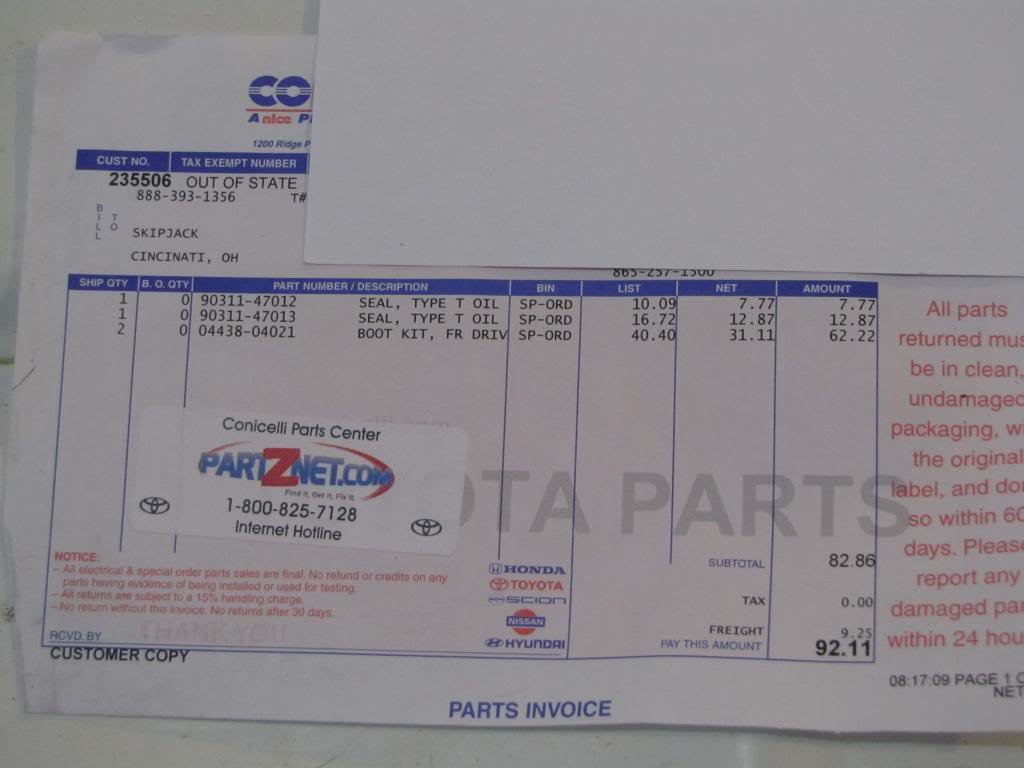 CO
A nice Pl
1200 Ridge P
CUST NO. TAX EXEMPT NUMBER
235506 OUT OF STATE
888-393-1356 T#
BILL TO
SKIPJACK
CINCINATI, OH
865-257-1500
SHIP QTY B. O. QTY PART NUMBER / DESCRIPTION BIN LIST NET AMOUNT
1 0 90311-47012 SEAL, TYPE T OIL SP-ORD 10.09 7.77 7.77
1 0 90311-47013 SEAL, TYPE T OIL SP-ORD 16.72 12.87 12.87
2 0 04438-04021 BOOT KIT, FR DRIV SP-ORD 40.40 31.11 62.22
All parts
returned mus
be in clean,
undamaged
packaging, w
the original
label, and do
so within 60
days. Please
report any
damaged par
within 24 hou
Conicelli Parts Center
PARTZNET.COM
Find it, Get it, Fix it.
1-800-825-7128
Internet Hotline
OTA PARTS
NOTICE:
– All electrical & special order parts sales are final. No refund or credits on any
parts having evidence of being installed or used for testing.
– All returns are subject to a 15% handling charge.
– No return without this invoice. No returns after 30 days.
THANK YOU
HONDA
TOYOTA
SCION
NISSAN
HYUNDAI
SUBTOTAL 82.86
TAX 0.00
FREIGHT 9.25
PAY THIS AMOUNT 92.11
RCVD. BY
CUSTOMER COPY
08:17:09 PAGE 1 O
NET
PARTS INVOICE